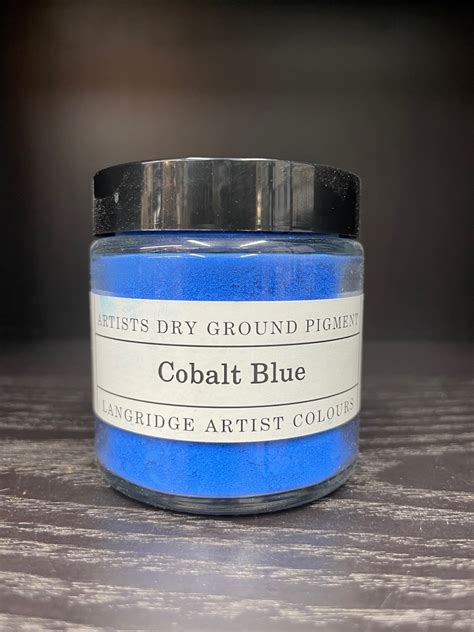 ARTISTS DRY GROUND PIGMENT
Cobalt Blue
LANGRIDGE ARTIST COLOURS